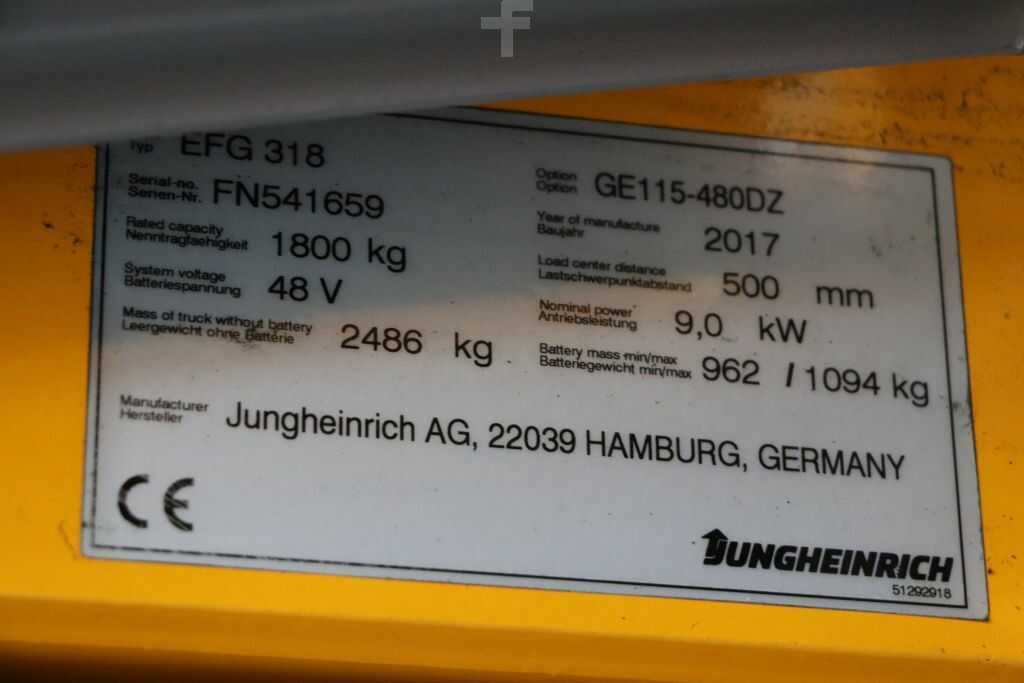 f
Typ EFG 318
Option
Option GE115-480DZ
Serial-no.
Serien-Nr. FN541659
Year of manufacture
Baujahr 2017
Rated capacity
Nenntragfaehigkeit 1800 kg
Load center distance
Lastschwerpunktabstand 500 mm
System voltage
Batteriespannung 48 V
Nominal power
Antriebsleistung 9,0 kW
Mass of truck without battery
Leergewicht ohne Batterie 2486 kg
Battery mass min/max
Batteriegewicht min/max 962 / 1094 kg
Manufacturer
Hersteller Jungheinrich AG, 22039 HAMBURG, GERMANY
CE
JUNGHEINRICH
51292918